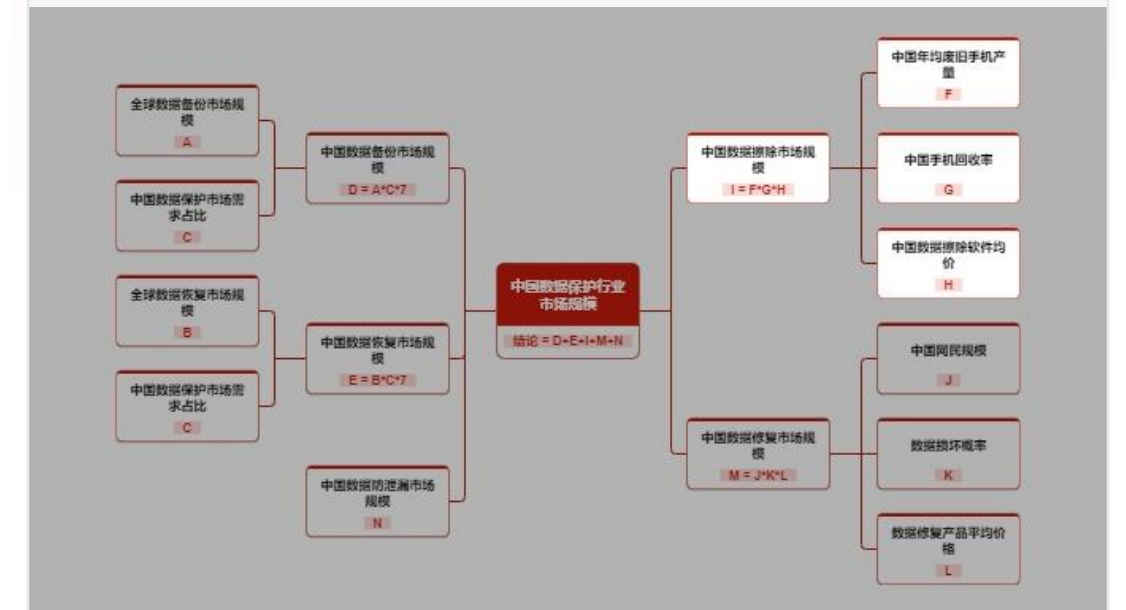 全球数据备份市场规
模
A
中国数据保护市场需
求占比
C
中国数据备份市场规
模
D = A*C*7
全球数据恢复市场规
模
B
中国数据保护市场需
求占比
C
中国数据恢复市场规
模
E = B*C*7
中国数据防泄漏市场
规模
N
中国数据保护行业
市场规模
结论 = D+E+I+M+N
中国数据擦除市场规
模
I = F*G*H
中国年均废旧手机产
量
F
中国手机回收率
G
中国数据擦除软件均
价
H
中国数据修复市场规
模
M = J*K*L
中国网民规模
J
数据损坏概率
K
数据修复产品平均价
格
L